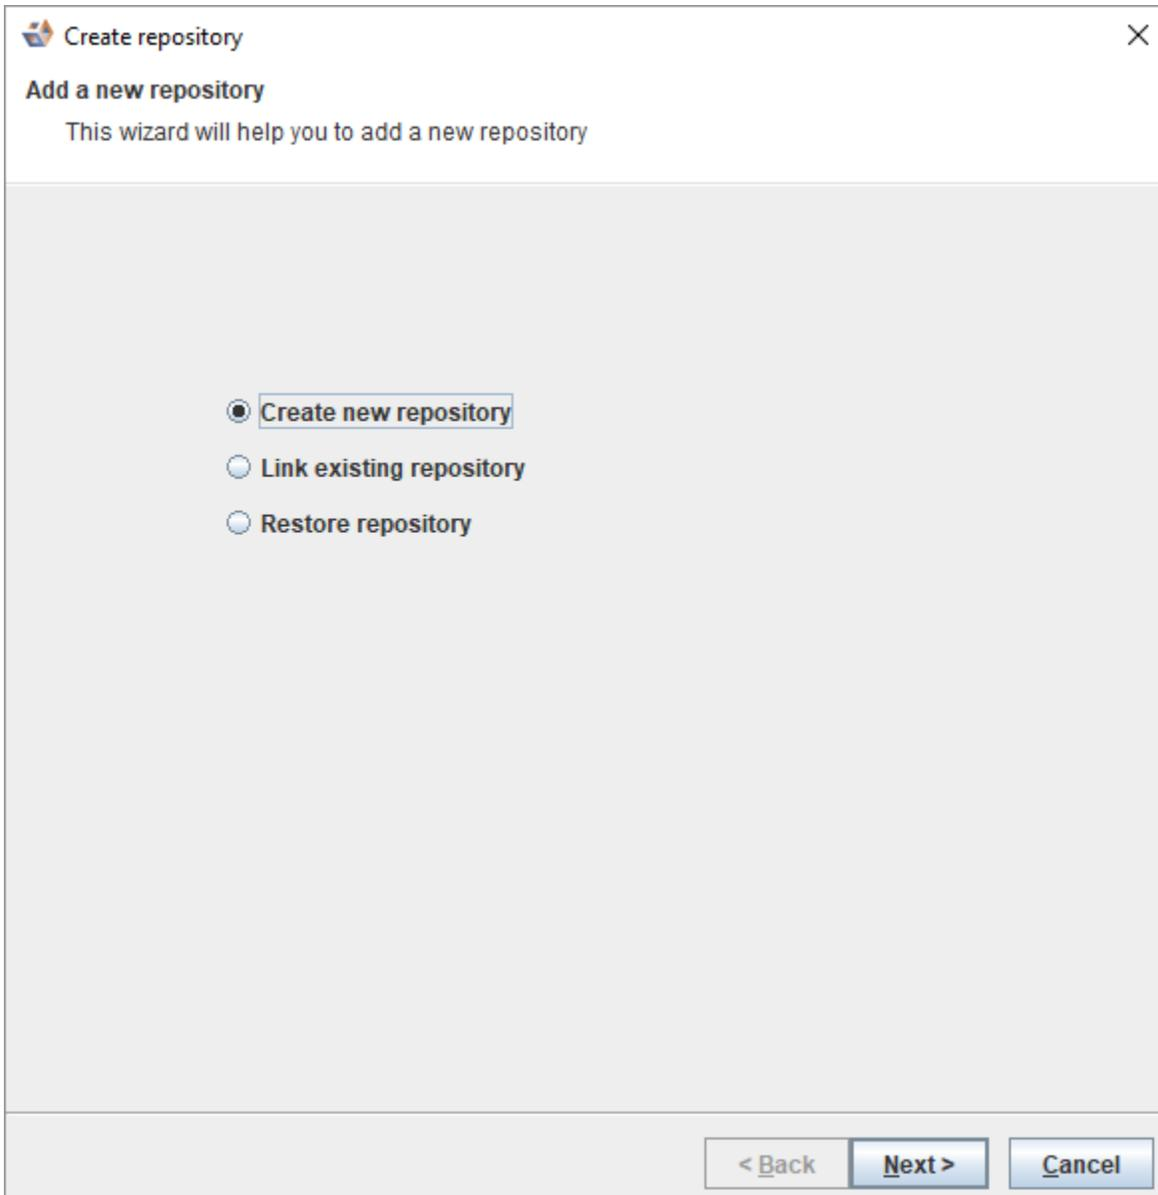 Create repository
Add a new repository
This wizard will help you to add a new repository
Create new repository
Link existing repository
Restore repository
< Back Next > Cancel